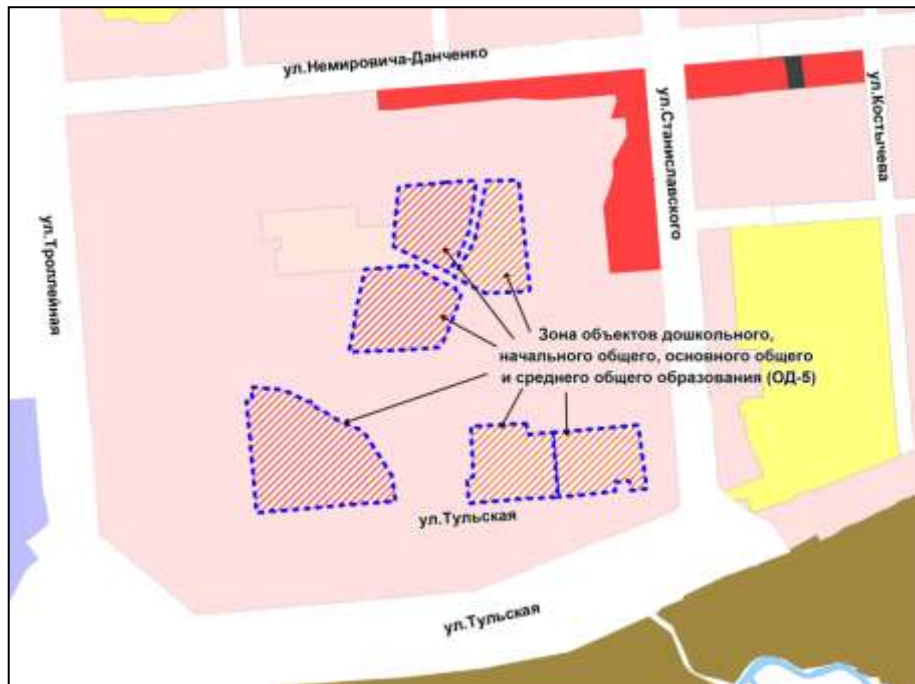 ул.Немировича-Данченко
ул.Станиславского
ул.Костычева
ул.Троллейная
Зона объектов дошкольного,
начального общего, основного общего
и среднего общего образования (ОД-5)
ул.Тульская
ул.Тульская